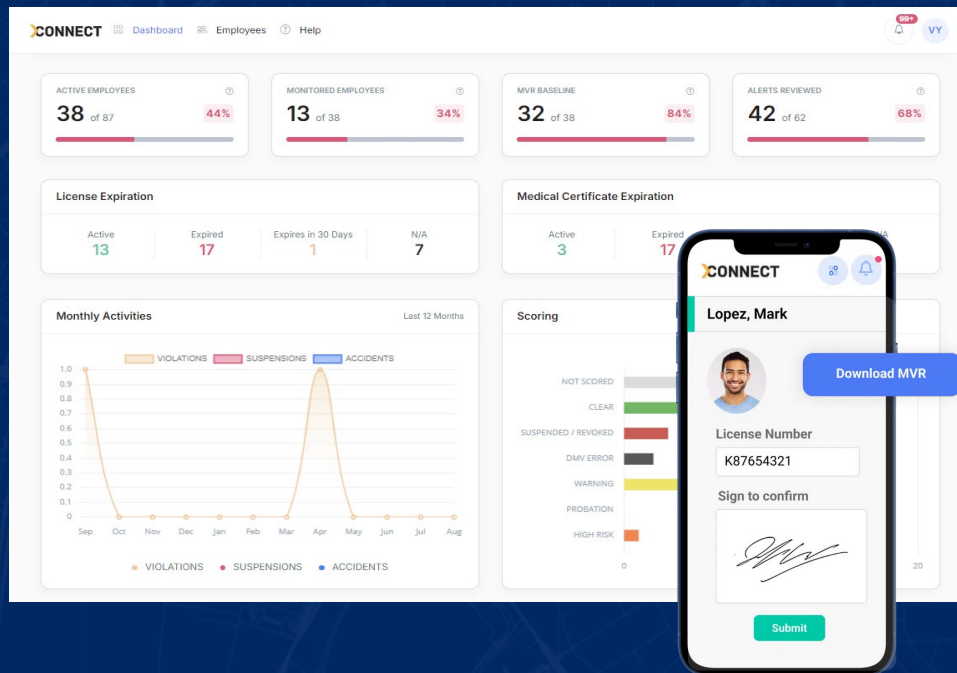 XCONNECT Dashboard Employees Help 99+ VY
ACTIVE EMPLOYEES
38 of 87 44%
MONITORED EMPLOYEES
13 of 38 34%
MVR BASELINE
32 of 38 84%
ALERTS REVIEWED
42 of 62 68%
License Expiration
Active Expired Expires in 30 Days N/A
13 17 1 7
Medical Certificate Expiration
Active Expired
3 17
Monthly Activities Last 12 Months
VIOLATIONS SUSPENSIONS ACCIDENTS
1.0
0.9
0.8
0.7
0.6
0.5
0.4
0.3
0.2
0.1
0
Sep Oct Nov Dec Jan Feb Mar Apr May Jun Jul Aug
VIOLATIONS SUSPENSIONS ACCIDENTS
Scoring
NOT SCORED
CLEAR
SUSPENDED / REVOKED
DMV ERROR
WARNING
PROBATION
HIGH RISK
0 20
XCONNECT
Lopez, Mark
Download MVR
License Number
K87654321
Sign to confirm
Submit